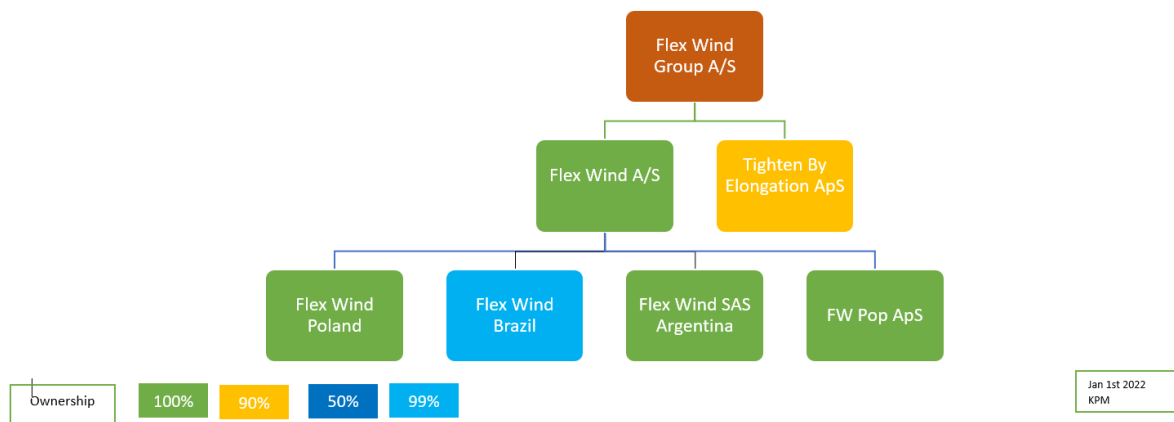 Flex Wind
Group A/S
Flex Wind A/S
Tighten By
Elongation ApS
Flex Wind
Poland
Flex Wind
Brazil
Flex Wind SAS
Argentina
FW Pop ApS
Ownership
100%
90%
50%
99%
Jan 1st 2022
KPM